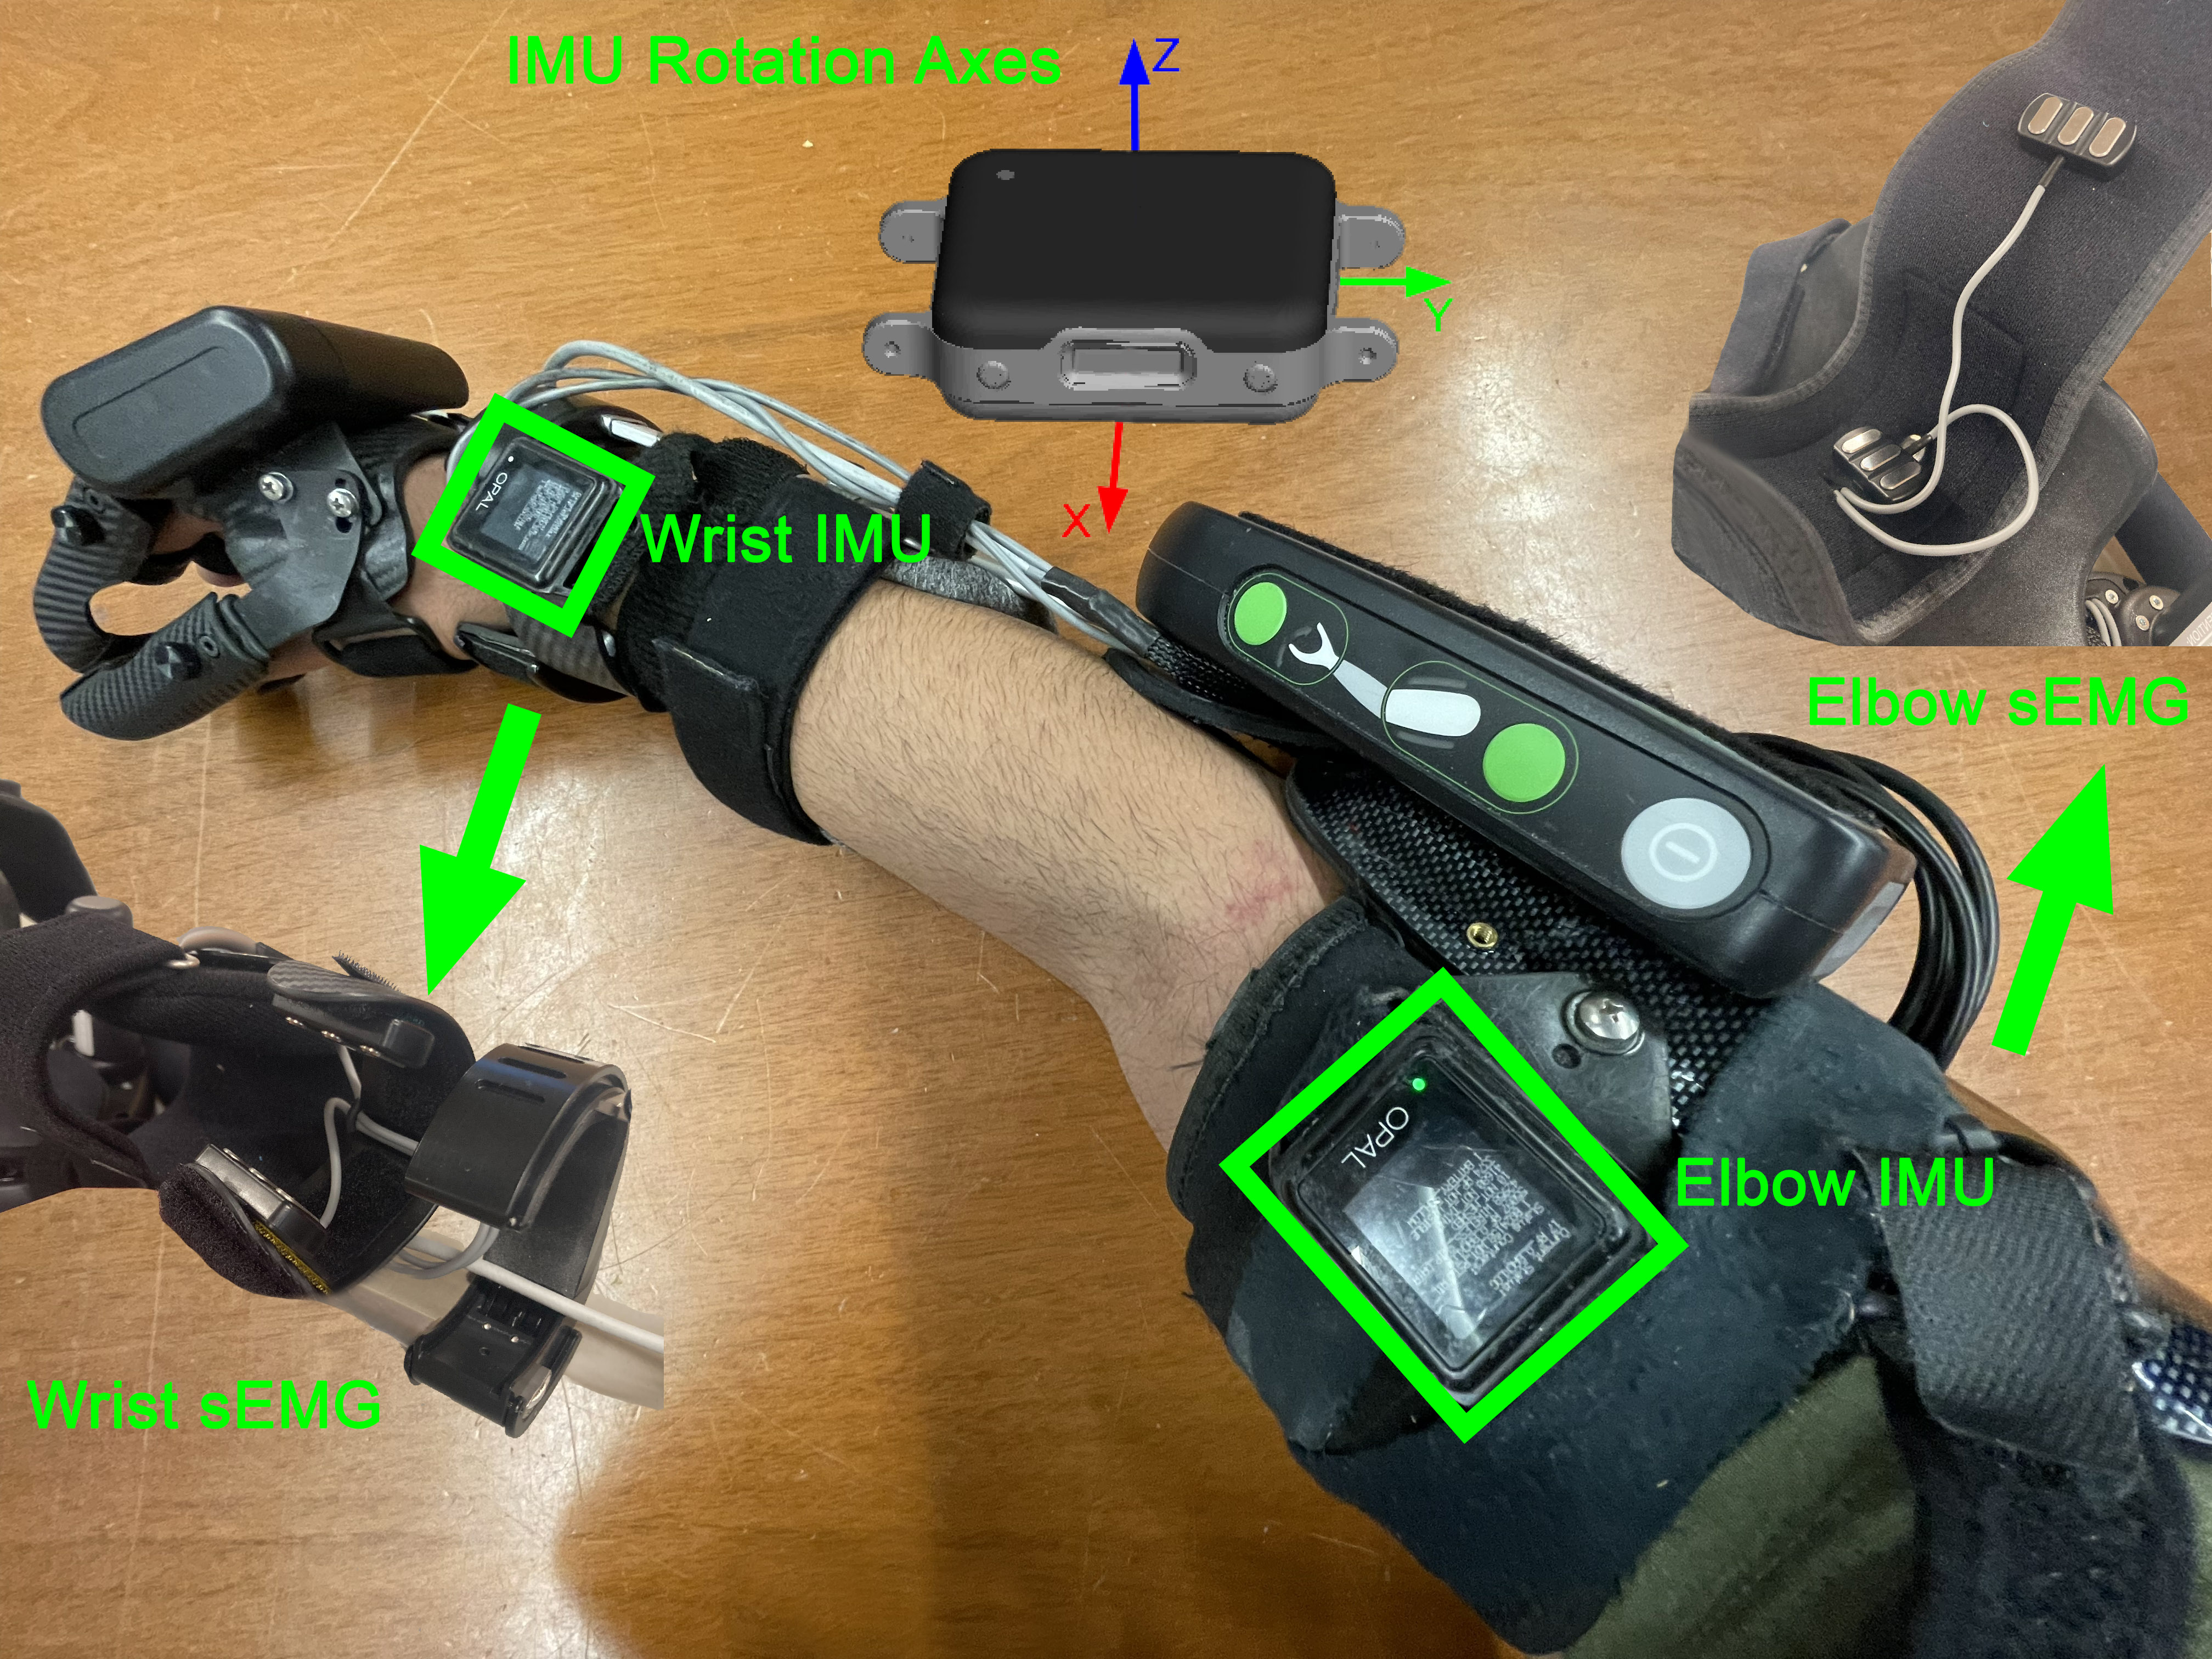 IMU Rotation Axes
Z
Y
X
OPAL
Wrist IMU
Elbow sEMG
OPAL
Elbow IMU
Wrist sEMG